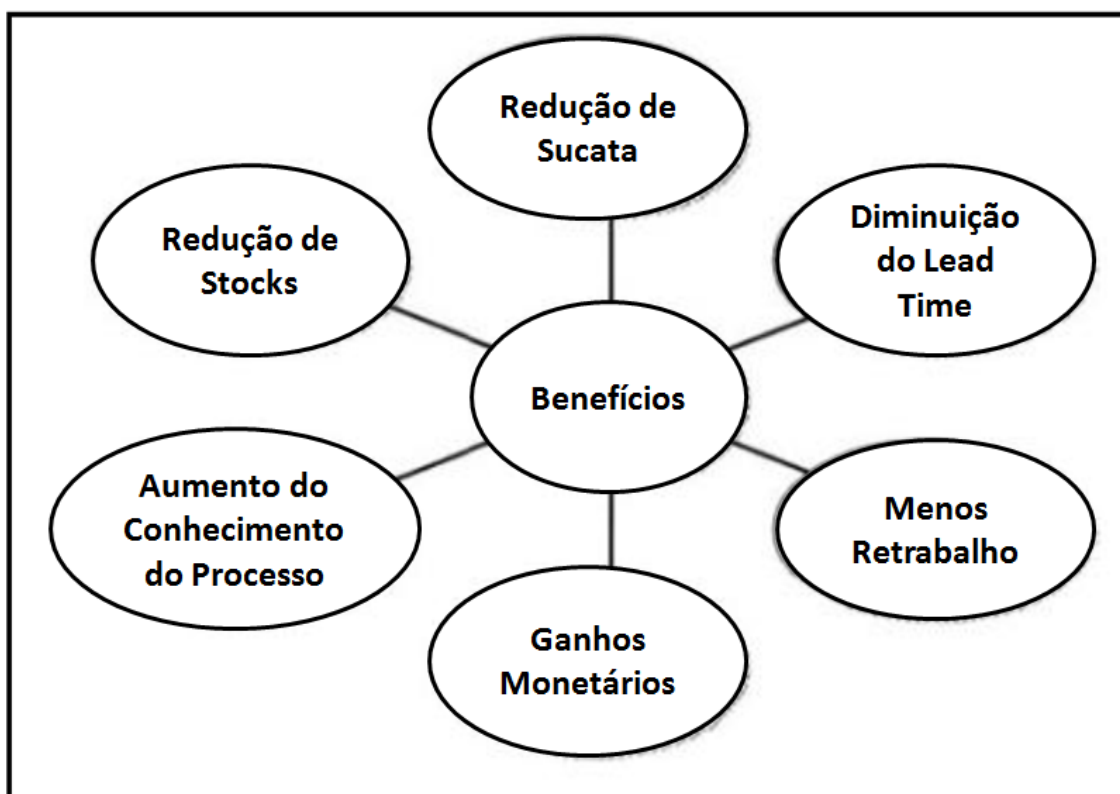 Redução de
Sucata
Redução de
Stocks
Diminuição
do Lead
Time
Benefícios
Aumento do
Conhecimento
do Processo
Menos
Retrabalho
Ganhos
Monetários